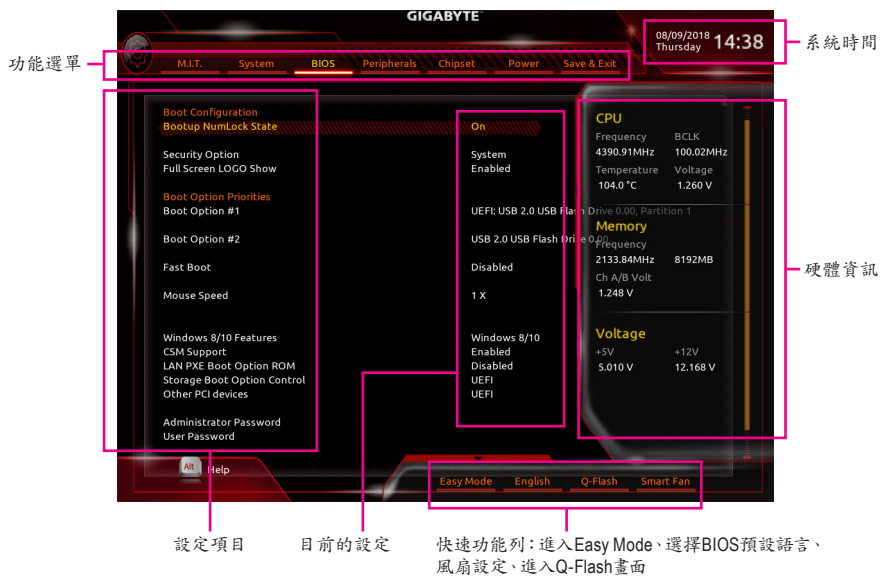 GIGABYTE
08/09/2018
Thursday
14:38
系統時間
功能選單
M.I.T. System BIOS Peripherals Chipset Power Save & Exit
Boot Configuration
Bootup NumLock State On
Security Option System
Full Screen LOGO Show Enabled
Boot Option Priorities
Boot Option #1 UEFI: USB 2.0 USB Flash Drive 0.00, Partition 1
Boot Option #2 USB 2.0 USB Flash Drive 0.00
Fast Boot Disabled
Mouse Speed 1 X
Windows 8/10 Features Windows 8/10
CSM Support Enabled
LAN PXE Boot Option ROM Disabled
Storage Boot Option Control UEFI
Other PCI devices UEFI
Administrator Password
User Password
CPU
Frequency BCLK
4390.91MHz 100.02MHz
Temperature Voltage
104.0 °C 1.260 V
Memory
Frequency
2133.84MHz 8192MB
Ch A/B Volt
1.248 V
Voltage
+5V +12V
5.010 V 12.168 V
硬體資訊
Alt Help
Easy Mode English Q-Flash Smart Fan
設定項目
目前的設定
快速功能列：進入Easy Mode、選擇BIOS預設語言、
風扇設定、進入Q-Flash畫面